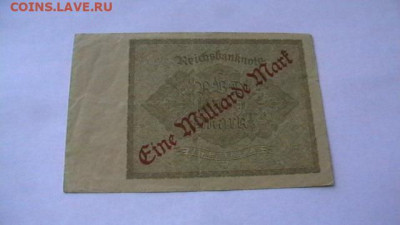 COINS.LAVE.RU
Reichsbanknote
Eine Milliarde Mark